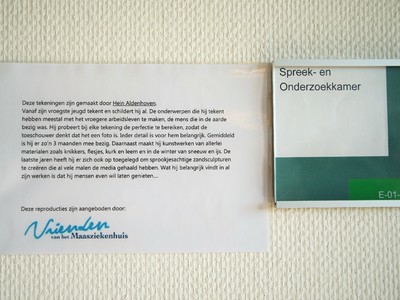 Deze tekeningen zijn gemaakt door Hein Aldenhoven.
Vanaf zijn vroegste jeugd tekent en schildert hij al. De onderwerpen die hij tekent
hebben meestal met het vroegere arbeidsleven te maken, de mens die in de aarde
bezig was. Hij probeert bij elke tekening de perfectie te bereiken, zodat de
toeschouwer denkt dat het een foto is. Ieder detail is voor hem belangrijk. Gemiddeld
is hij er zo'n 3 maanden mee bezig. Daarnaast maakt hij kunstwerken van allerlei
materialen zoals knikkers, flesjes, kurk en leem en in de winter van sneeuw en ijs. De
laatste jaren heeft hij er zich ook op toegelegd om sprookjesachtige zandsculpturen
te creëren die al vele malen de media gehaald hebben. Wat hij belangrijk vindt in al
zijn werken is dat hij mensen even wil laten genieten....
Deze reproducties zijn aangeboden door:
Vrienden
van het Maasziekenhuis
Spreek- en
Onderzoekkamer
E-01-